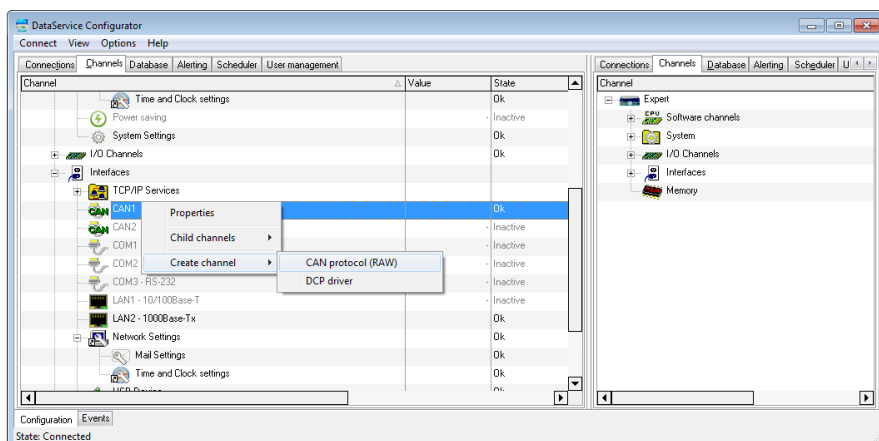 DataService Configurator
Connect View Options Help
Connections Channels Database Alerting Scheduler User management
Channel Value State
Time and Clock settings Ok
Power saving - Inactive
System Settings Ok
I/O Channels Ok
Interfaces
TCP/IP Services
CAN CAN1 Ok
CAN CAN2 - Inactive
COM1 - Inactive
COM2 - Inactive
COM3 - RS-232 - Inactive
LAN1 - 10/100Base-T - Inactive
LAN2 - 1000Base-Tx Ok
Network Settings Ok
Mail Settings Ok
Time and Clock settings Ok
Properties
Child channels
Create channel
CAN protocol (RAW)
DCP driver
Connections Channels Database Alerting Scheduler U
Channel
Expert
CPU Software channels
System
I/O Channels
Interfaces
Memory
Configuration Events
State: Connected